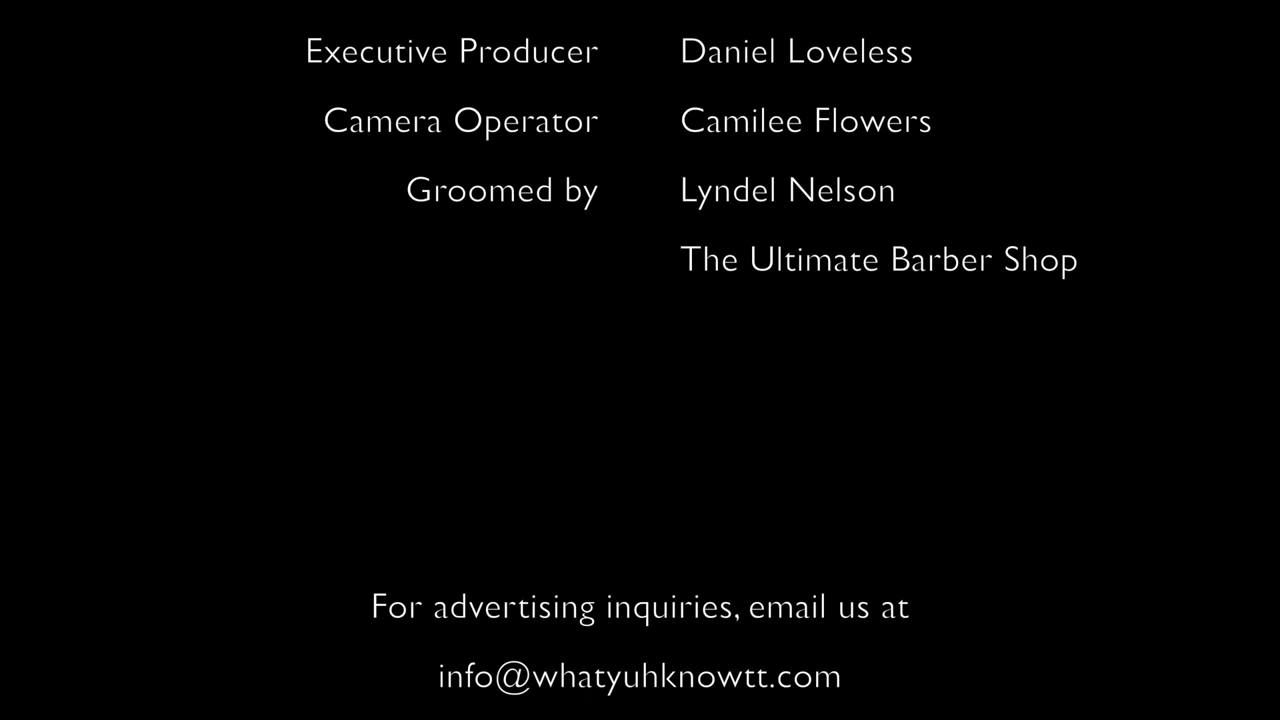 Executive Producer Daniel Loveless
Camera Operator Camilee Flowers
Groomed by Lyndel Nelson
The Ultimate Barber Shop
For advertising inquiries, email us at
info@whatyuhknowtt.com